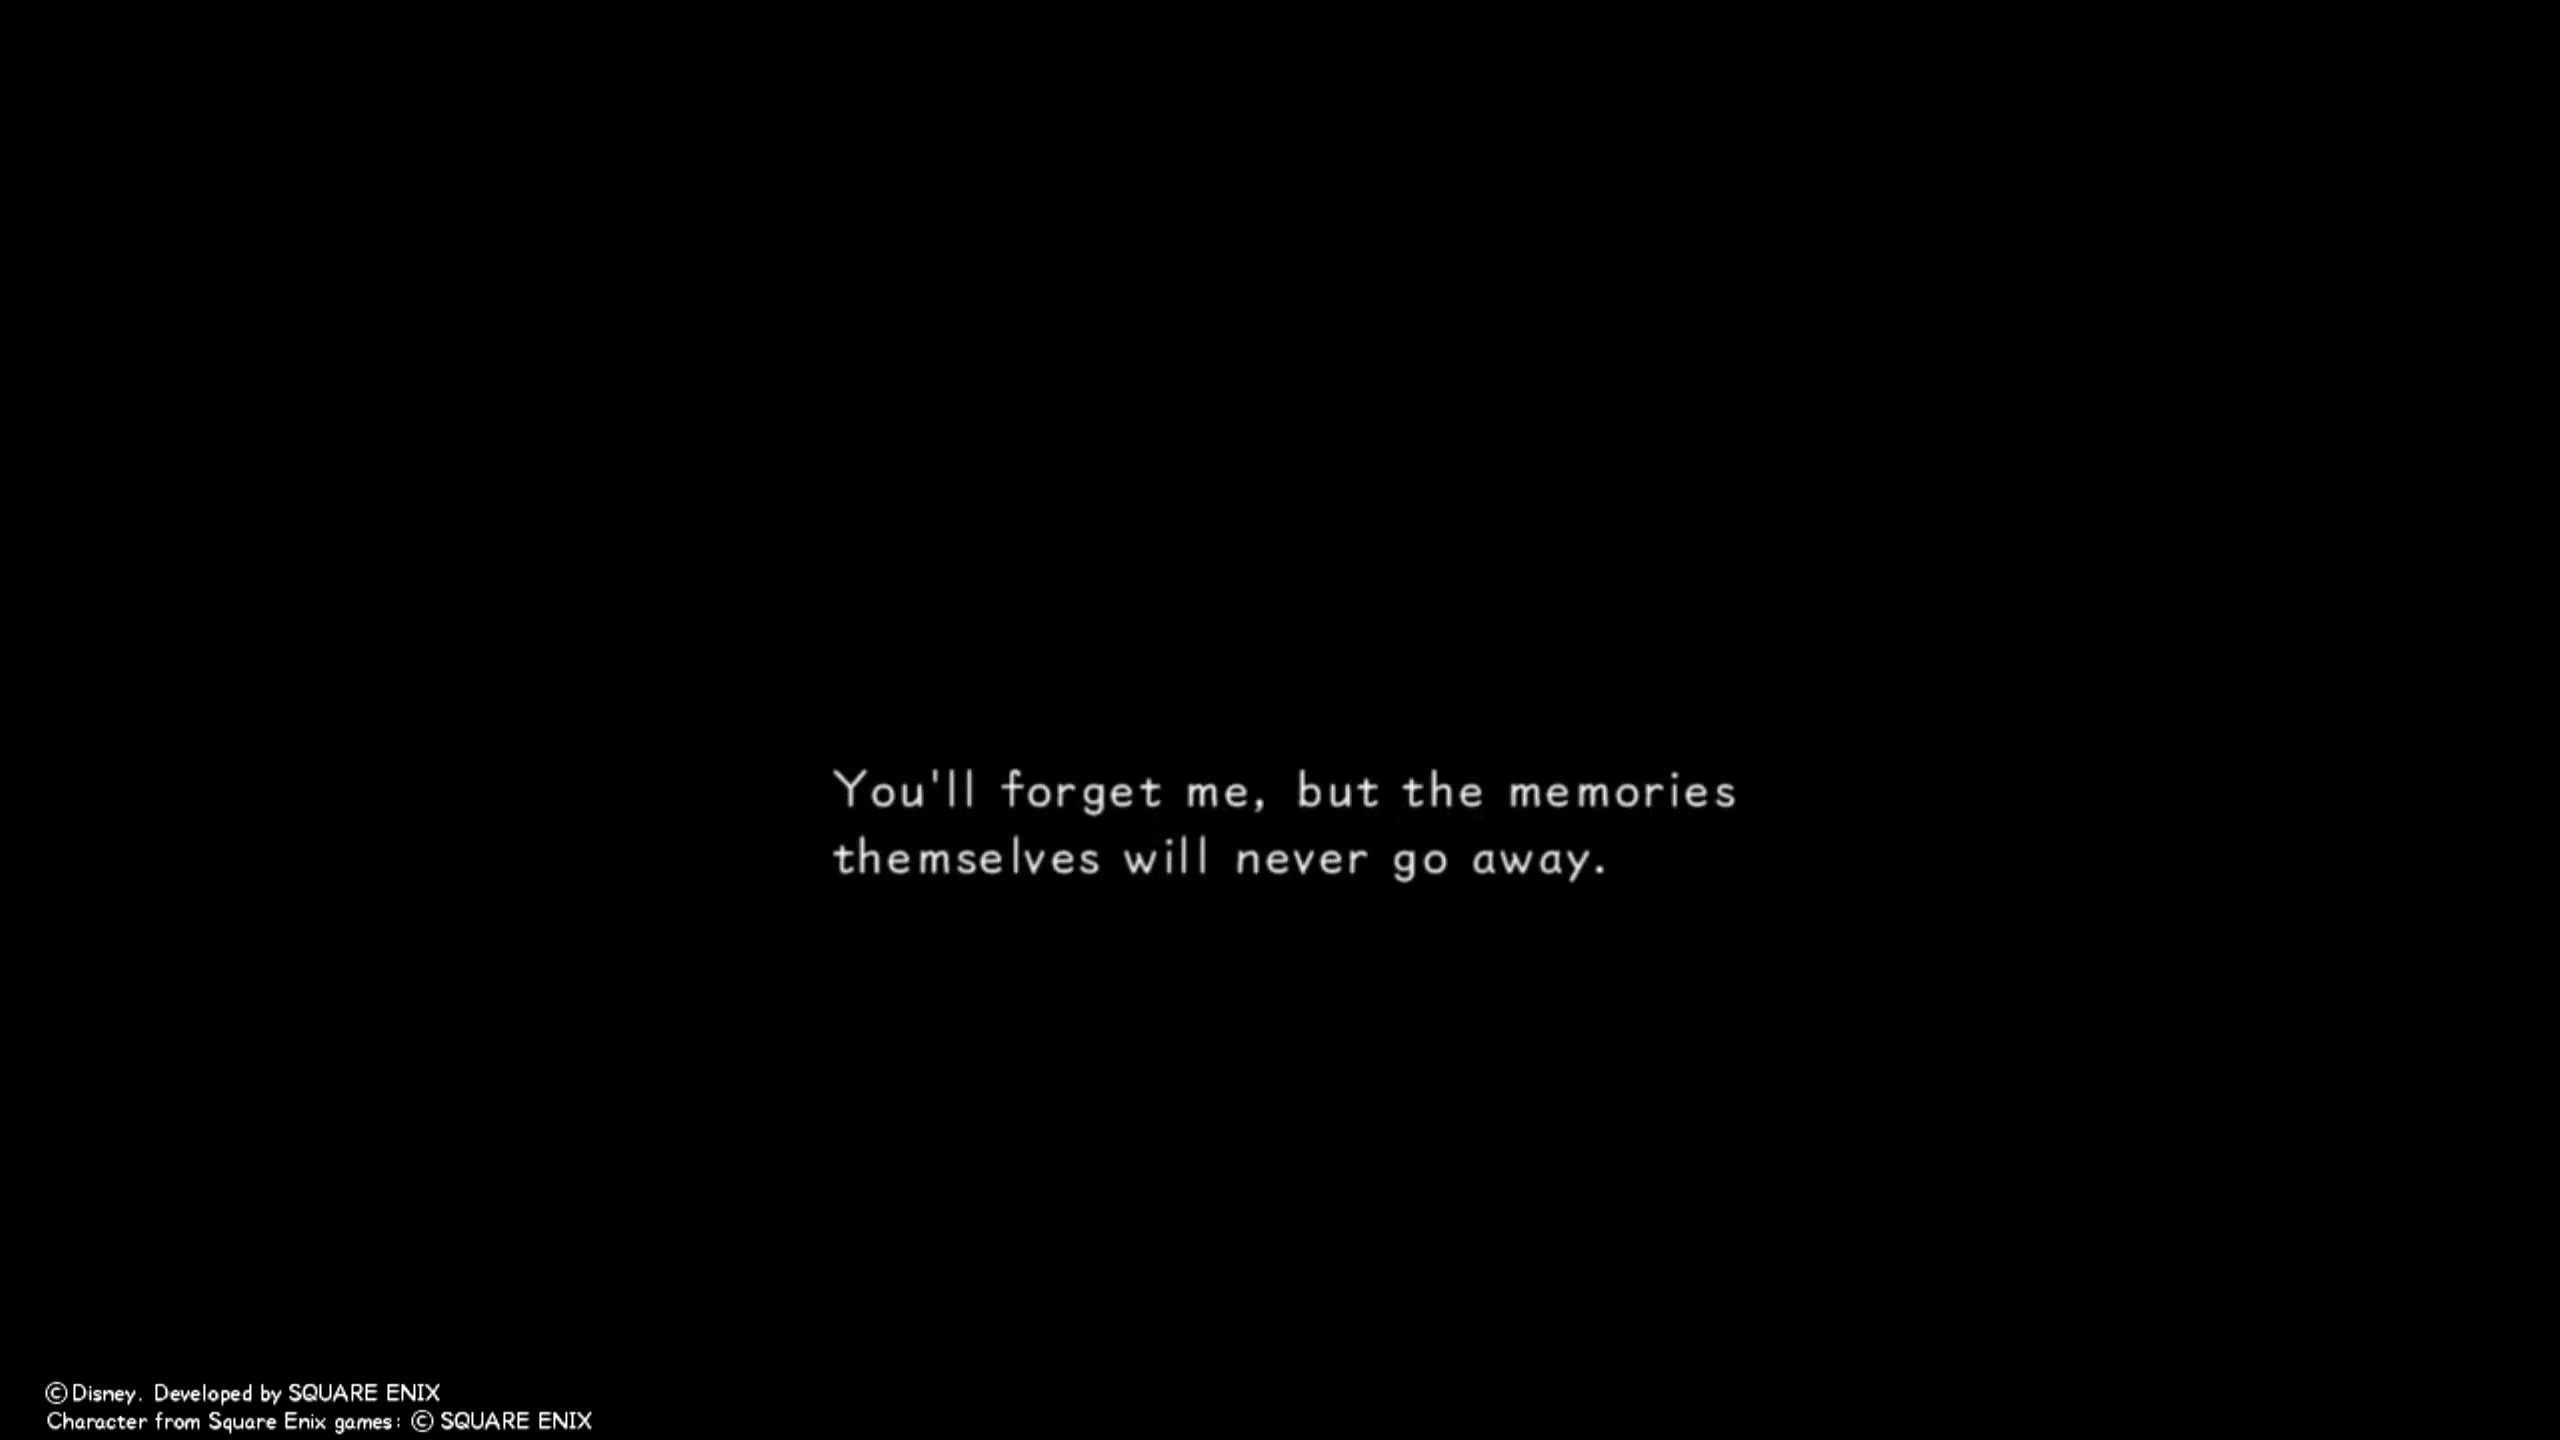 You'll forget me, but the memories
themselves will never go away.
©Disney. Developed by SQUARE ENIX
Character from Square Enix games: © SQUARE ENIX